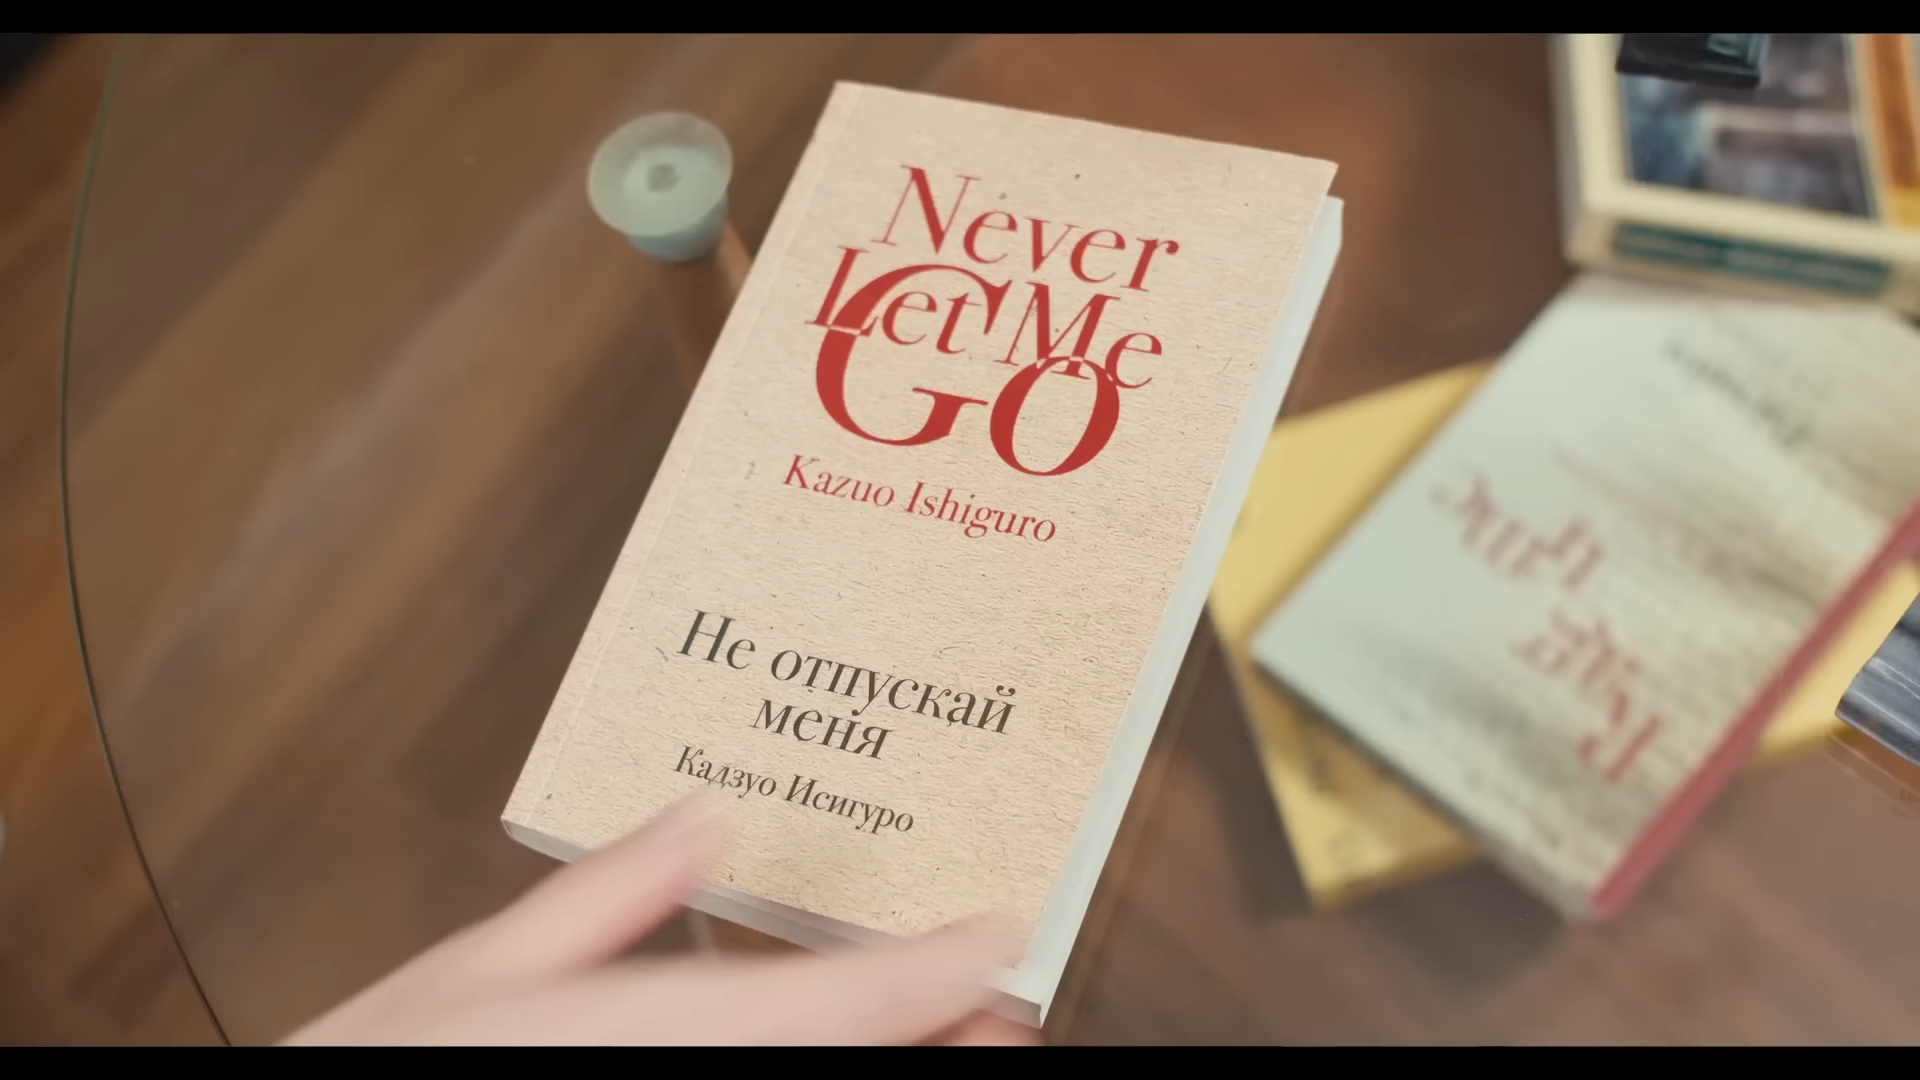 Never
Let Me
GO
Kazuo Ishiguro
Не отпускай
меня
Кадзуо Исигуро